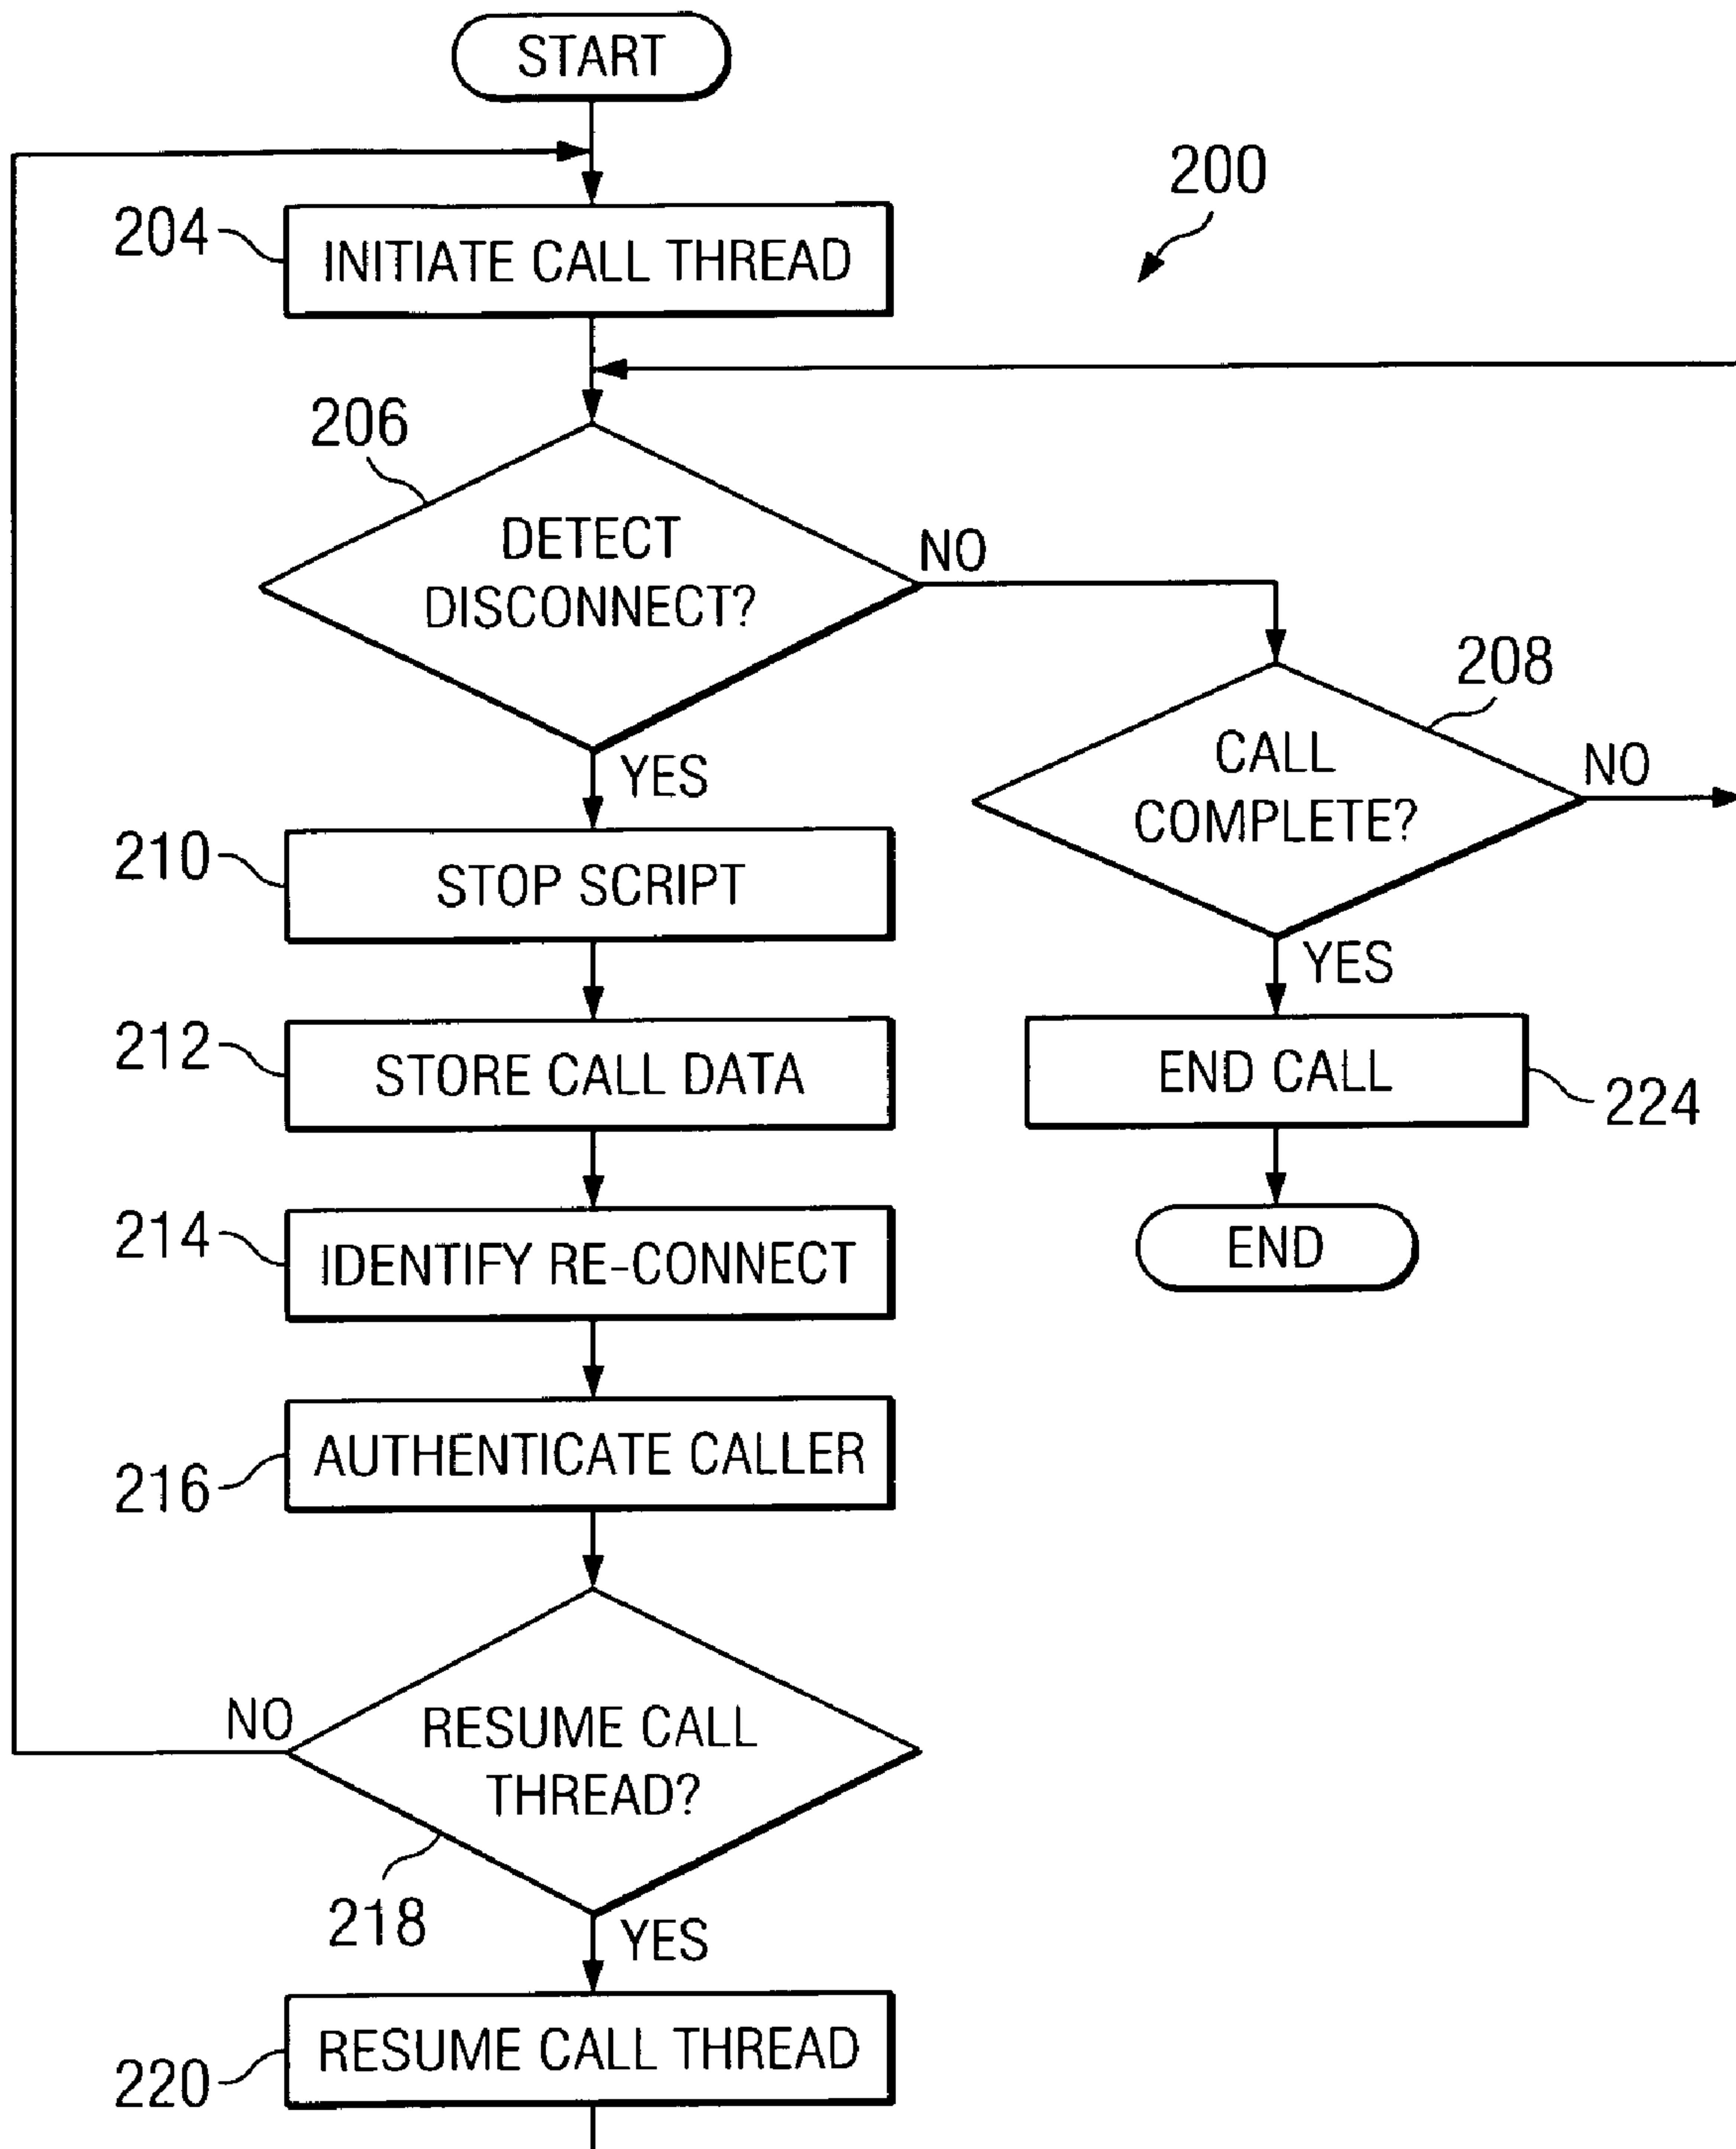 START
200
204
INITIATE CALL THREAD
206
DETECT
DISCONNECT?
NO
YES
208
CALL
COMPLETE?
NO
YES
210
STOP SCRIPT
212
STORE CALL DATA
END CALL
224
214
IDENTIFY RE-CONNECT
END
216
AUTHENTICATE CALLER
NO
RESUME CALL
THREAD?
218
YES
220
RESUME CALL THREAD